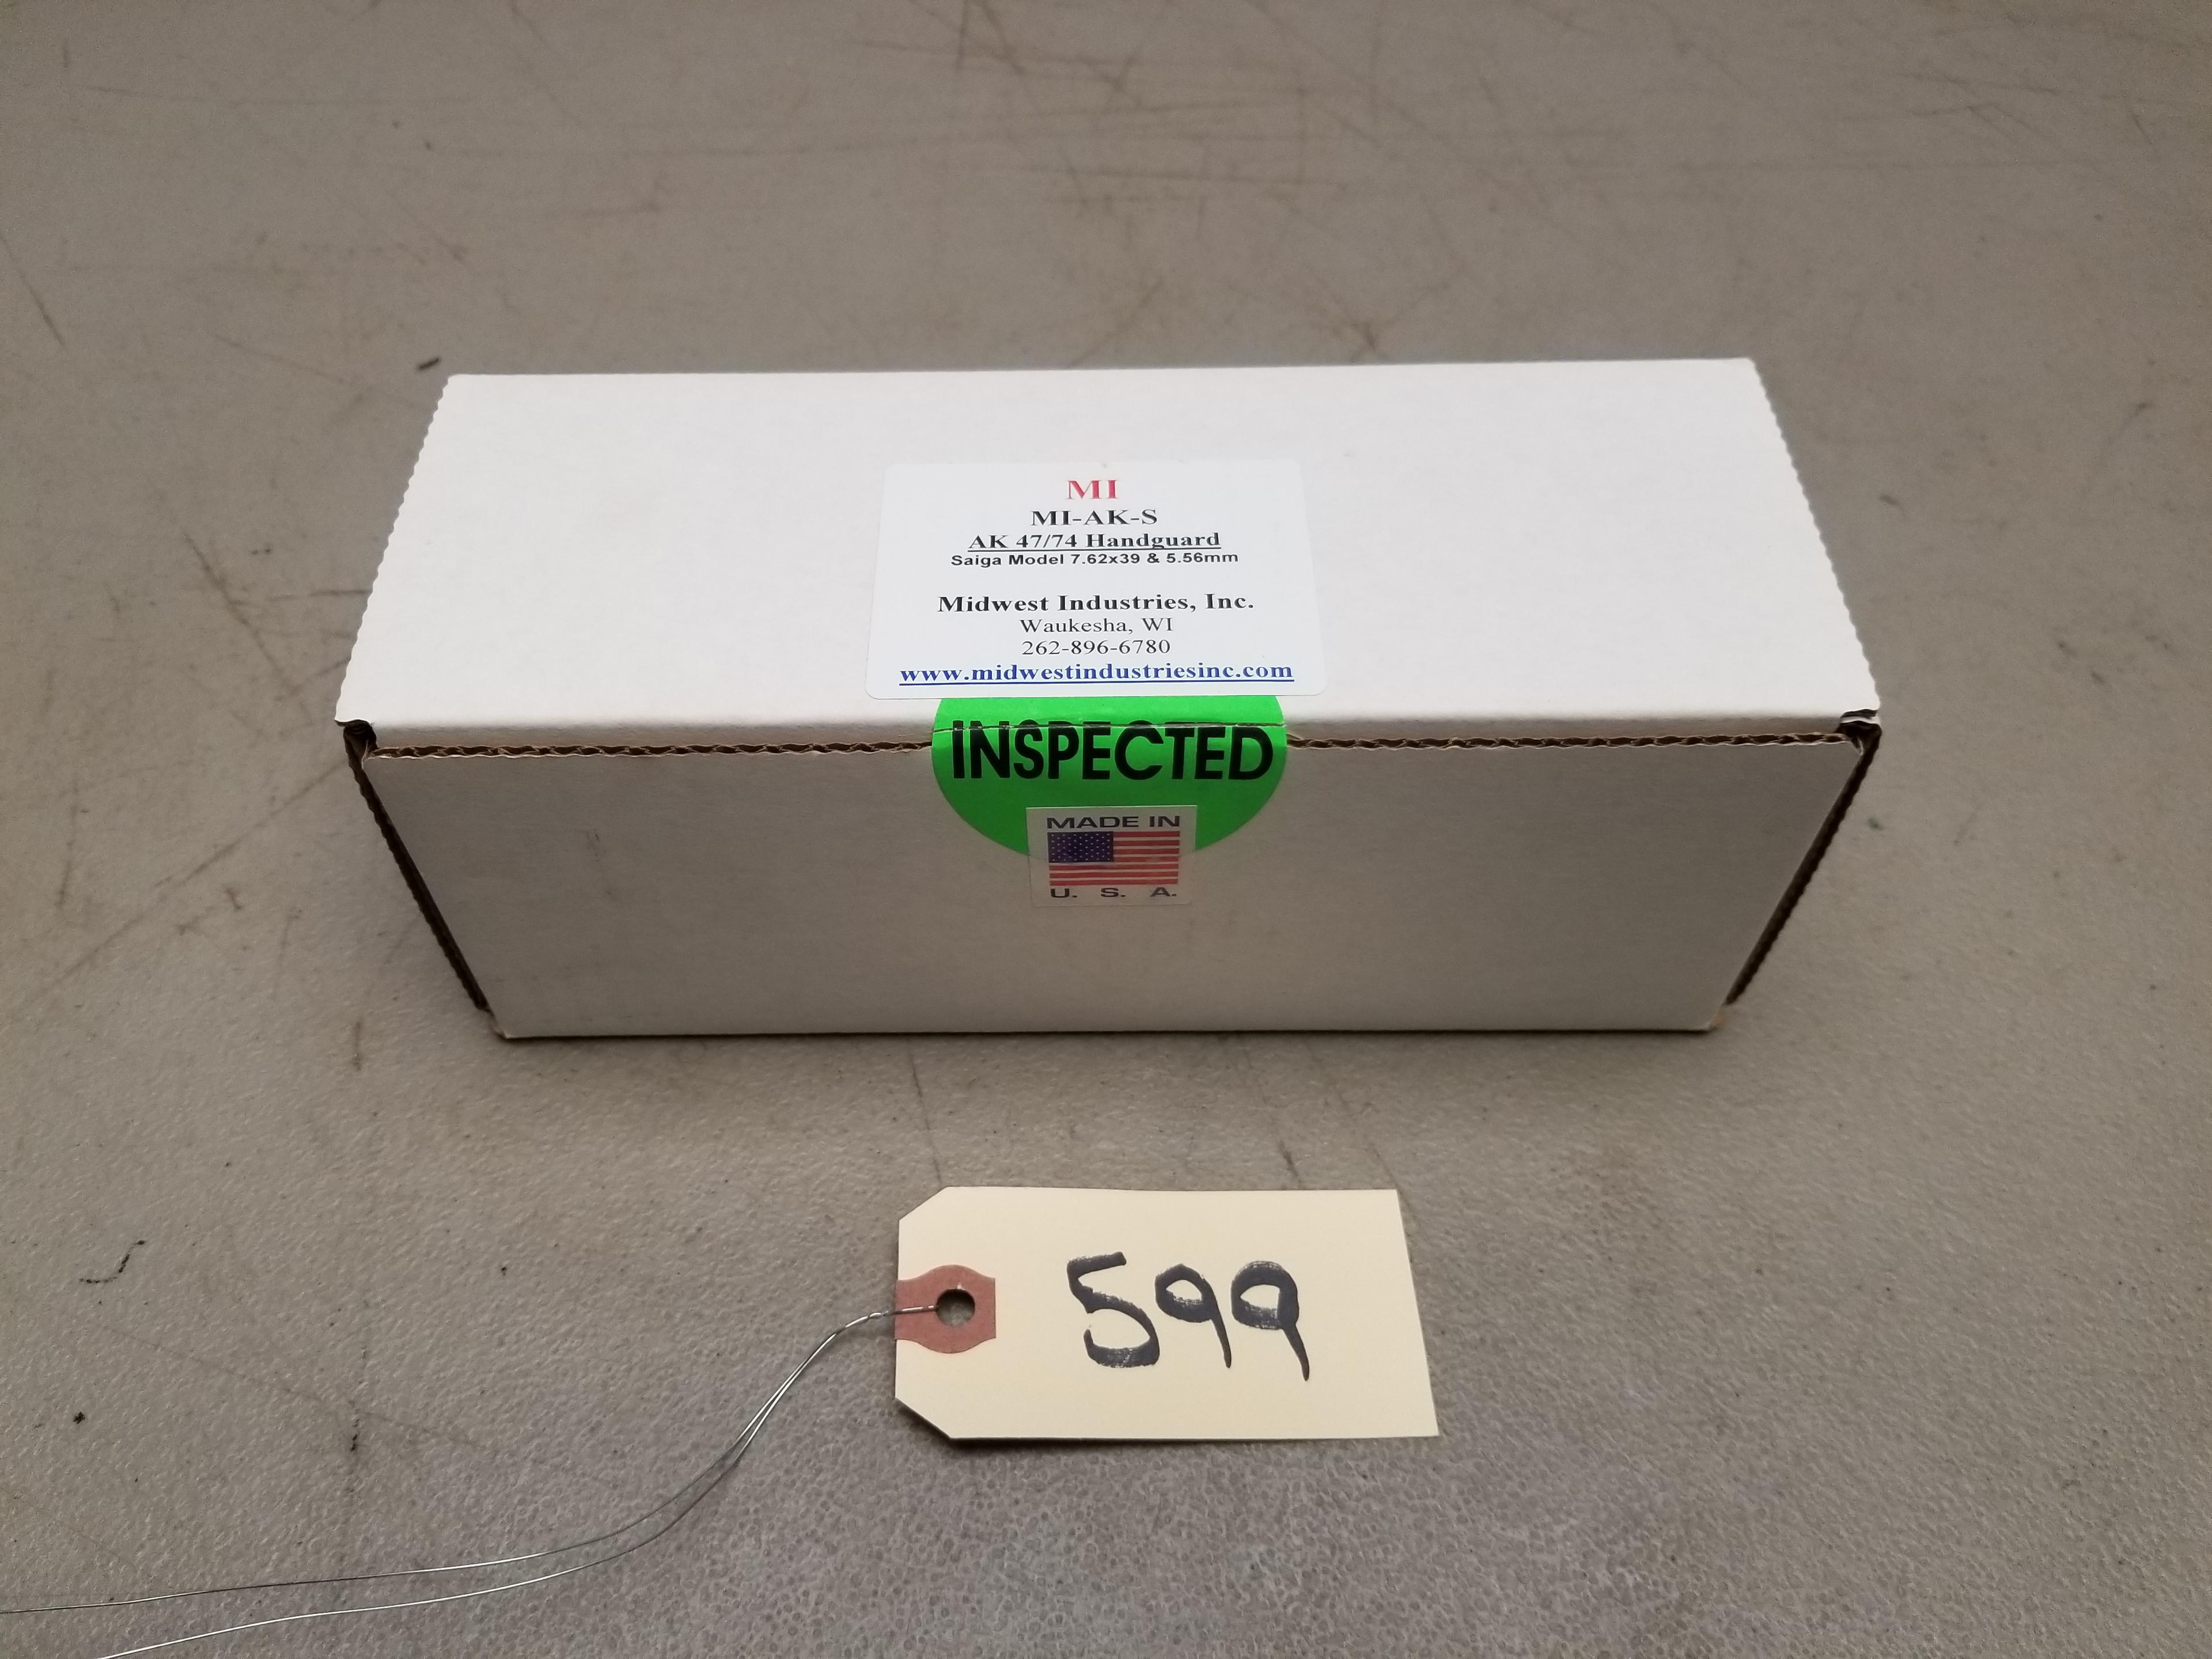 MI
MI-AK-S
AK 47/74 Handguard
Saiga Model 7.62x39 & 5.56mm
Midwest Industries, Inc.
Waukesha, WI
262-896-6780
www.midwestindustriesinc.com
INSPECTED
MADE IN
U. S. A.
599